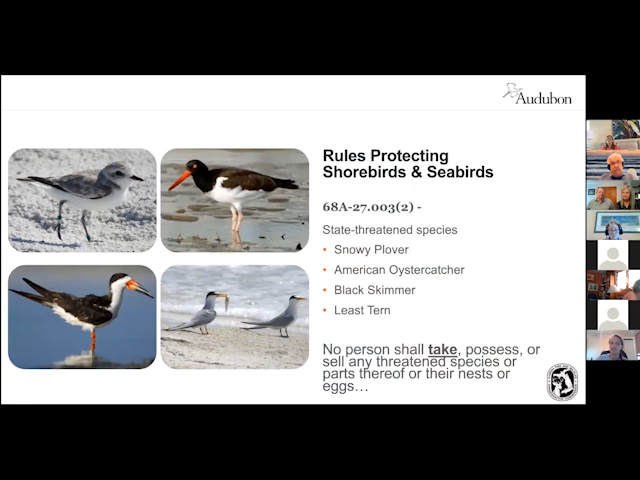 Audubon
Rules Protecting
Shorebirds & Seabirds
68A-27.003(2) -
State-threatened species
• Snowy Plover
• American Oystercatcher
• Black Skimmer
• Least Tern
No person shall take, possess, or
sell any threatened species or
parts thereof or their nests or
eggs…